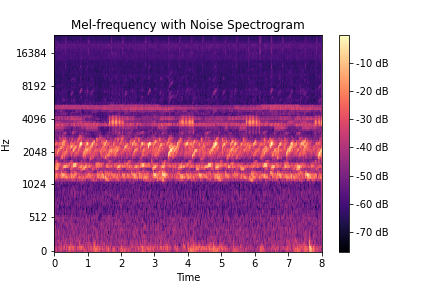 Mel-frequency with Noise Spectrogram
16384
8192
4096
2048
1024
512
0
Hz
0 1 2 3 4 5 6 7 8
Time
-10 dB
-20 dB
-30 dB
-40 dB
-50 dB
-60 dB
-70 dB